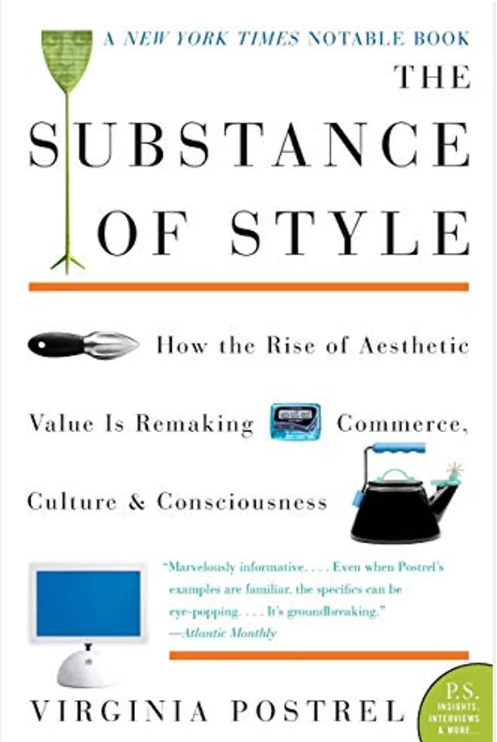 A NEW YORK TIMES NOTABLE BOOK
THE
SUBSTANCE
OF STYLE
How the Rise of Aesthetic
Value Is Remaking Commerce,
Culture & Consciousness
“Marvelously informative. . . . Even when Postrel’s
examples are familiar, the specifics can be
eye-popping. . . . It’s groundbreaking.”
—Atlantic Monthly
VIRGINIA POSTREL
P.S.
INSIGHTS,
INTERVIEWS
& MORE...